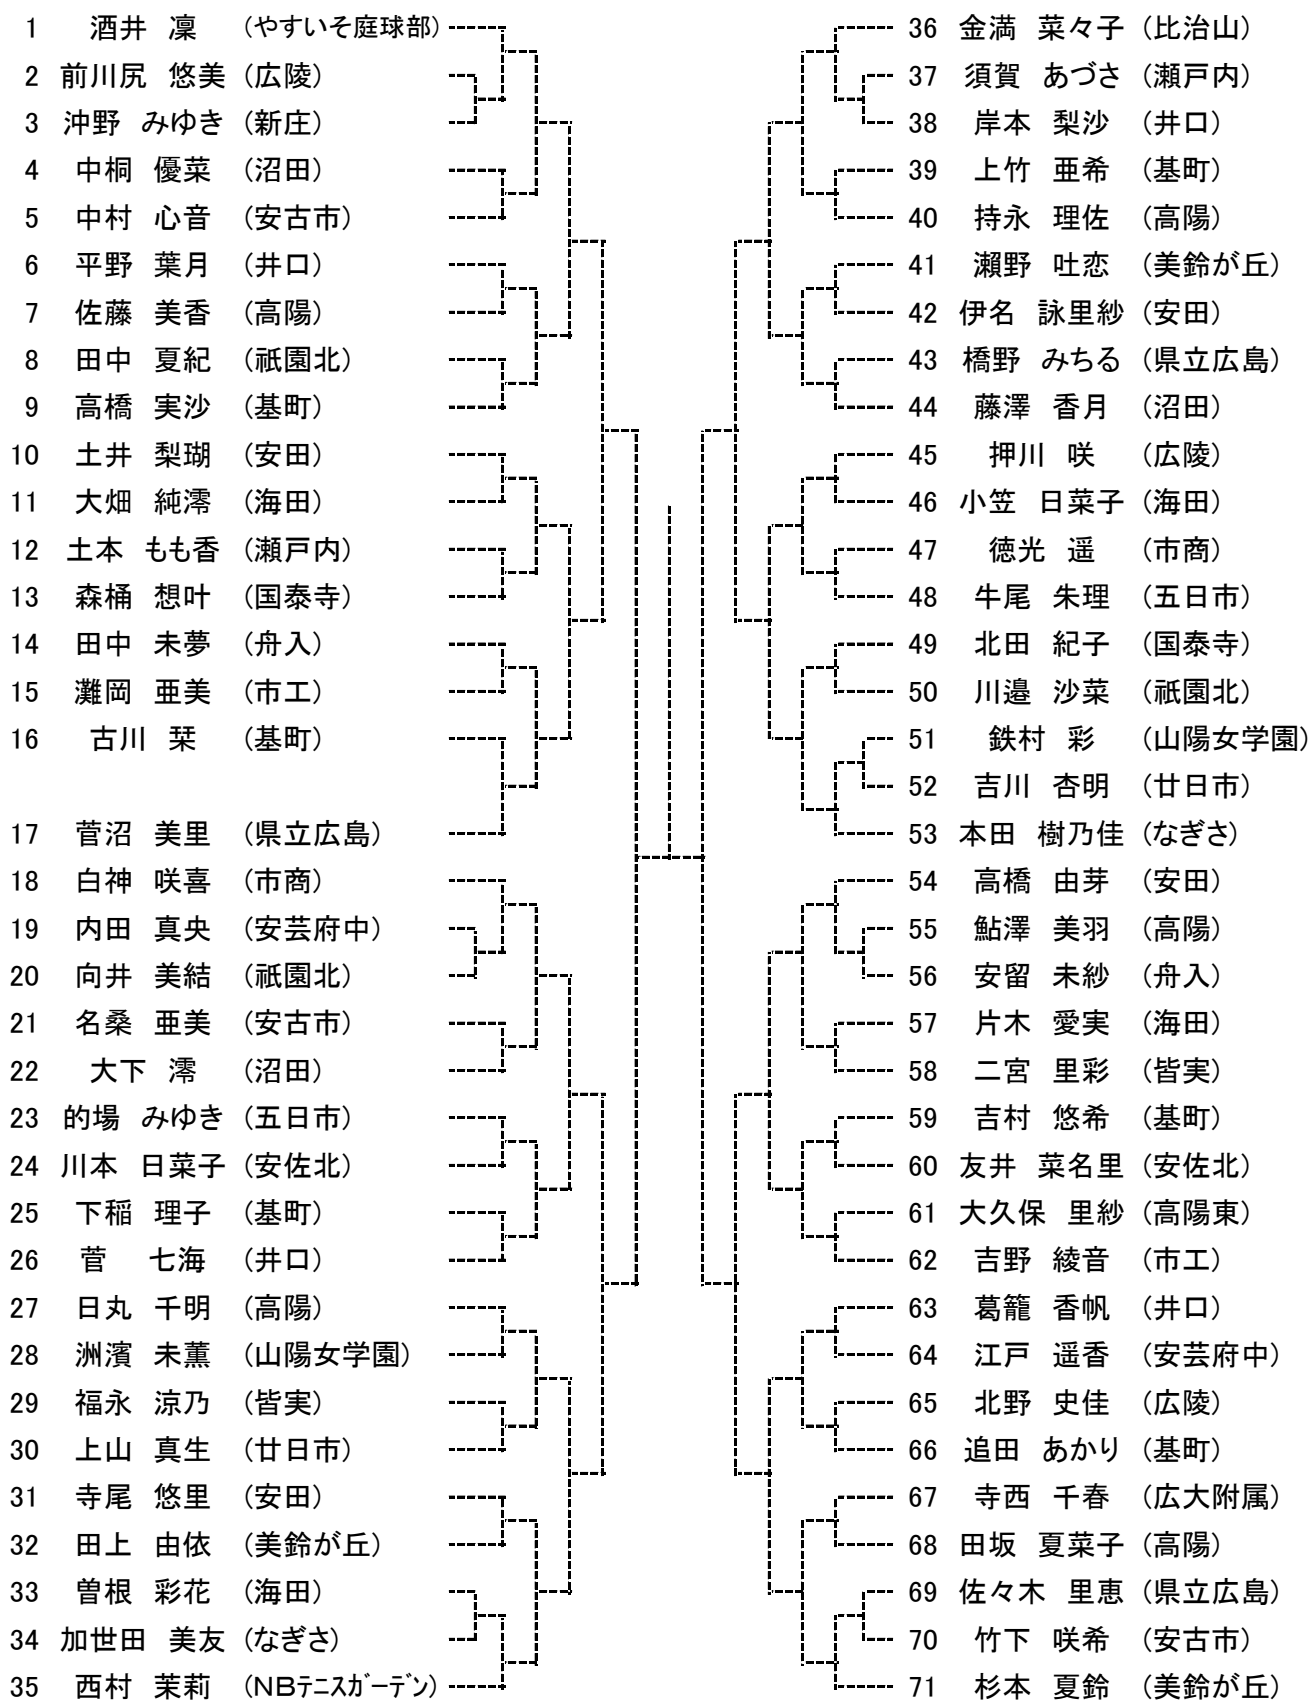 1 酒井 凜 (やすいそ庭球部)
2 前川尻 悠美 (広陵)
3 沖野 みゆき (新庄)
4 中桐 優菜 (沼田)
5 中村 心音 (安古市)
6 平野 葉月 (井口)
7 佐藤 美香 (高陽)
8 田中 夏紀 (祇園北)
9 高橋 実沙 (基町)
10 土井 梨瑚 (安田)
11 大畑 純澪 (海田)
12 土本 もも香 (瀬戸内)
13 森桶 想叶 (国泰寺)
14 田中 未夢 (舟入)
15 灘岡 亜美 (市工)
16 古川 栞 (基町)
17 菅沼 美里 (県立広島)
18 白神 咲喜 (市商)
19 内田 真央 (安芸府中)
20 向井 美結 (祇園北)
21 名桑 亜美 (安古市)
22 大下 澪 (沼田)
23 的場 みゆき (五日市)
24 川本 日菜子 (安佐北)
25 下稲 理子 (基町)
26 菅 七海 (井口)
27 日丸 千明 (高陽)
28 洲濱 未薫 (山陽女学園)
29 福永 涼乃 (皆実)
30 上山 真生 (廿日市)
31 寺尾 悠里 (安田)
32 田上 由依 (美鈴が丘)
33 曽根 彩花 (海田)
34 加世田 美友 (なぎさ)
35 西村 茉莉 (NBテニスガーデン)
36 金満 菜々子 (比治山)
37 須賀 あづさ (瀬戸内)
38 岸本 梨沙 (井口)
39 上竹 亜希 (基町)
40 持永 理佐 (高陽)
41 瀬野 吐恋 (美鈴が丘)
42 伊名 詠里紗 (安田)
43 橋野 みちる (県立広島)
44 藤澤 香月 (沼田)
45 押川 咲 (広陵)
46 小笠 日菜子 (海田)
47 徳光 遥 (市商)
48 牛尾 朱理 (五日市)
49 北田 紀子 (国泰寺)
50 川邉 沙菜 (祇園北)
51 鉄村 彩 (山陽女学園)
52 吉川 杏明 (廿日市)
53 本田 樹乃佳 (なぎさ)
54 高橋 由芽 (安田)
55 鮎澤 美羽 (高陽)
56 安留 未紗 (舟入)
57 片木 愛実 (海田)
58 二宮 里彩 (皆実)
59 吉村 悠希 (基町)
60 友井 菜名里 (安佐北)
61 大久保 里紗 (高陽東)
62 吉野 綾音 (市工)
63 葛籠 香帆 (井口)
64 江戸 遥香 (安芸府中)
65 北野 史佳 (広陵)
66 追田 あかり (基町)
67 寺西 千春 (広大附属)
68 田坂 夏菜子 (高陽)
69 佐々木 里恵 (県立広島)
70 竹下 咲希 (安古市)
71 杉本 夏鈴 (美鈴が丘)